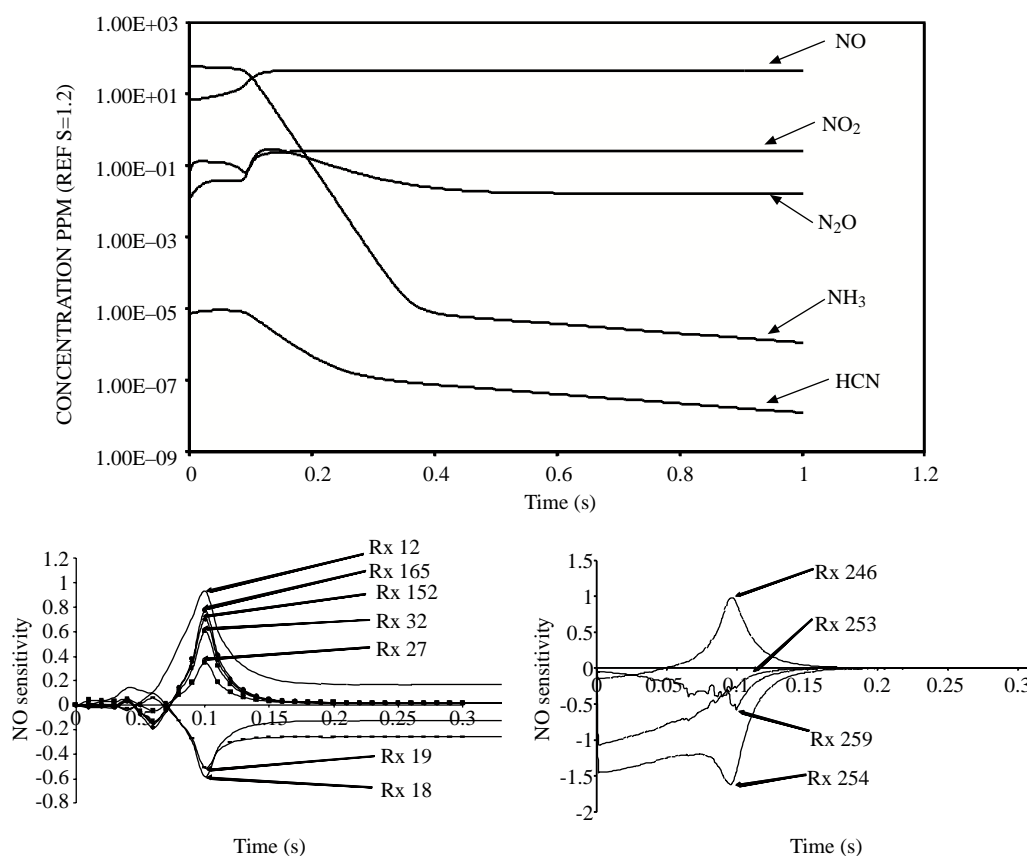 1.00E+03
1.00E+01
1.00E–01
1.00E–03
1.00E–05
1.00E–07
1.00E–09
CONCENTRATION PPM (REF S=1.2)
NO
NO2
N2O
NH3
HCN
0 0.2 0.4 0.6 0.8 1 1.2
Time (s)
1.2
1
0.8
0.6
0.4
0.2
0
-0.2
-0.4
-0.6
-0.8
NO sensitivity
Rx 12
Rx 165
Rx 152
Rx 32
Rx 27
0 0.1 0.15 0.2 0.25 0.3
Rx 19
Rx 18
Time (s)
1.5
1
0.5
0
-0.5
-1
-1.5
-2
NO sensitivity
Rx 246
Rx 253
0 0.05 0.1 0.15 0.2 0.25 0.3
Rx 259
Rx 254
Time (s)